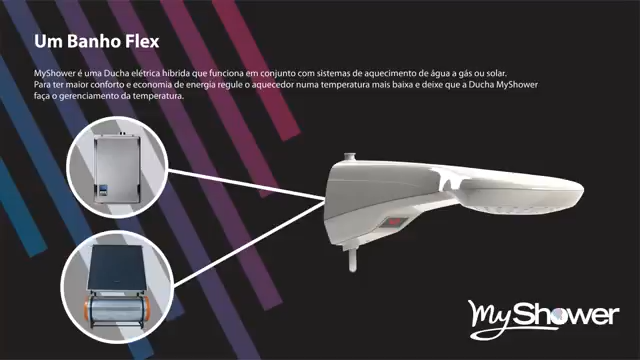 Um Banho Flex
MyShower é uma Ducha elétrica híbrida que funciona em conjunto com sistemas de aquecimento de água a gás ou solar.
Para ter maior conforto e economia de energia regule o aquecedor numa temperatura mais baixa e deixe que a Ducha MyShower
faça o gerenciamento da temperatura.
MyShower